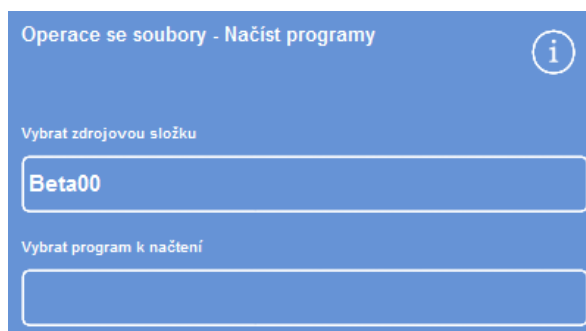 Operace se soubory - Načíst programy
i
Vybrat zdrojovou složku
Beta00
Vybrat program k načtení